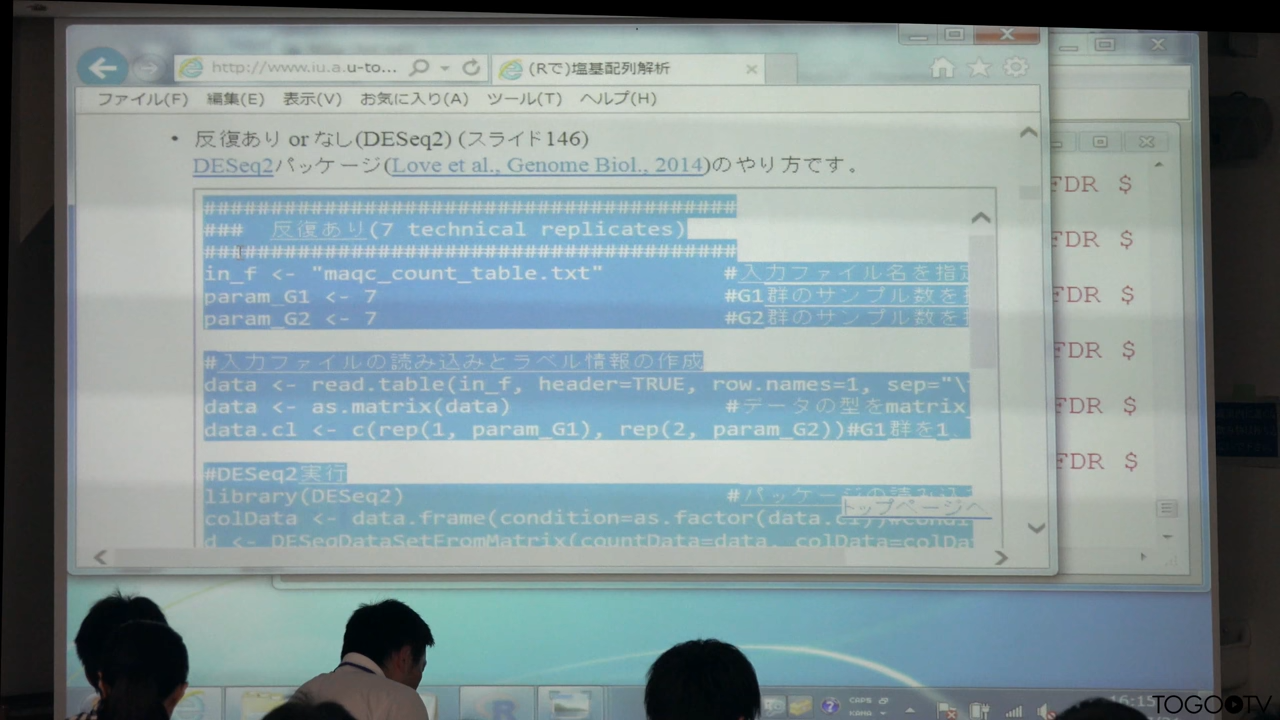 http://www.iu.a.u-to...
(Rで)塩基配列解析
ファイル(F) 編集(E) 表示(V) お気に入り(A) ツール(T) ヘルプ(H)
• 反復あり or なし(DESeq2) (スライド146)
DESeq2パッケージ(Love et al., Genome Biol., 2014)のやり方です。
### 反復あり(7 technical replicates)
in_f <- "maqc_count_table.txt" #入力ファイル名を指定
param_G1 <- 7 #G1群のサンプル数を
param_G2 <- 7 #G2群のサンプル数を
#入力ファイルの読み込みとラベル情報の作成
data <- read.table(in_f, header=TRUE, row.names=1, sep="\
data <- as.matrix(data) #データの型をmatrix
data.cl <- c(rep(1, param_G1), rep(2, param_G2))#G1群を1、
#DESeq2実行
library(DESeq2) #パッケージの読み込
トップページへ
colData <- data.frame(condition=as.factor(data.cl))#condi
d <- DESeqDataSetFromMatrix(countData=data, colData=colDa
FDR $
FDR $
FDR $
FDR $
FDR $
FDR $
CAPS
KANA
TOGOTV